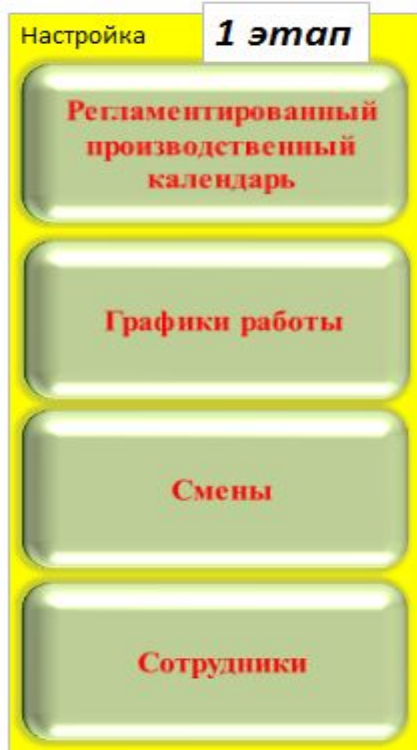 Настройка
1 этап
Регламентированный
производственный
календарь
Графики работы
Смены
Сотрудники